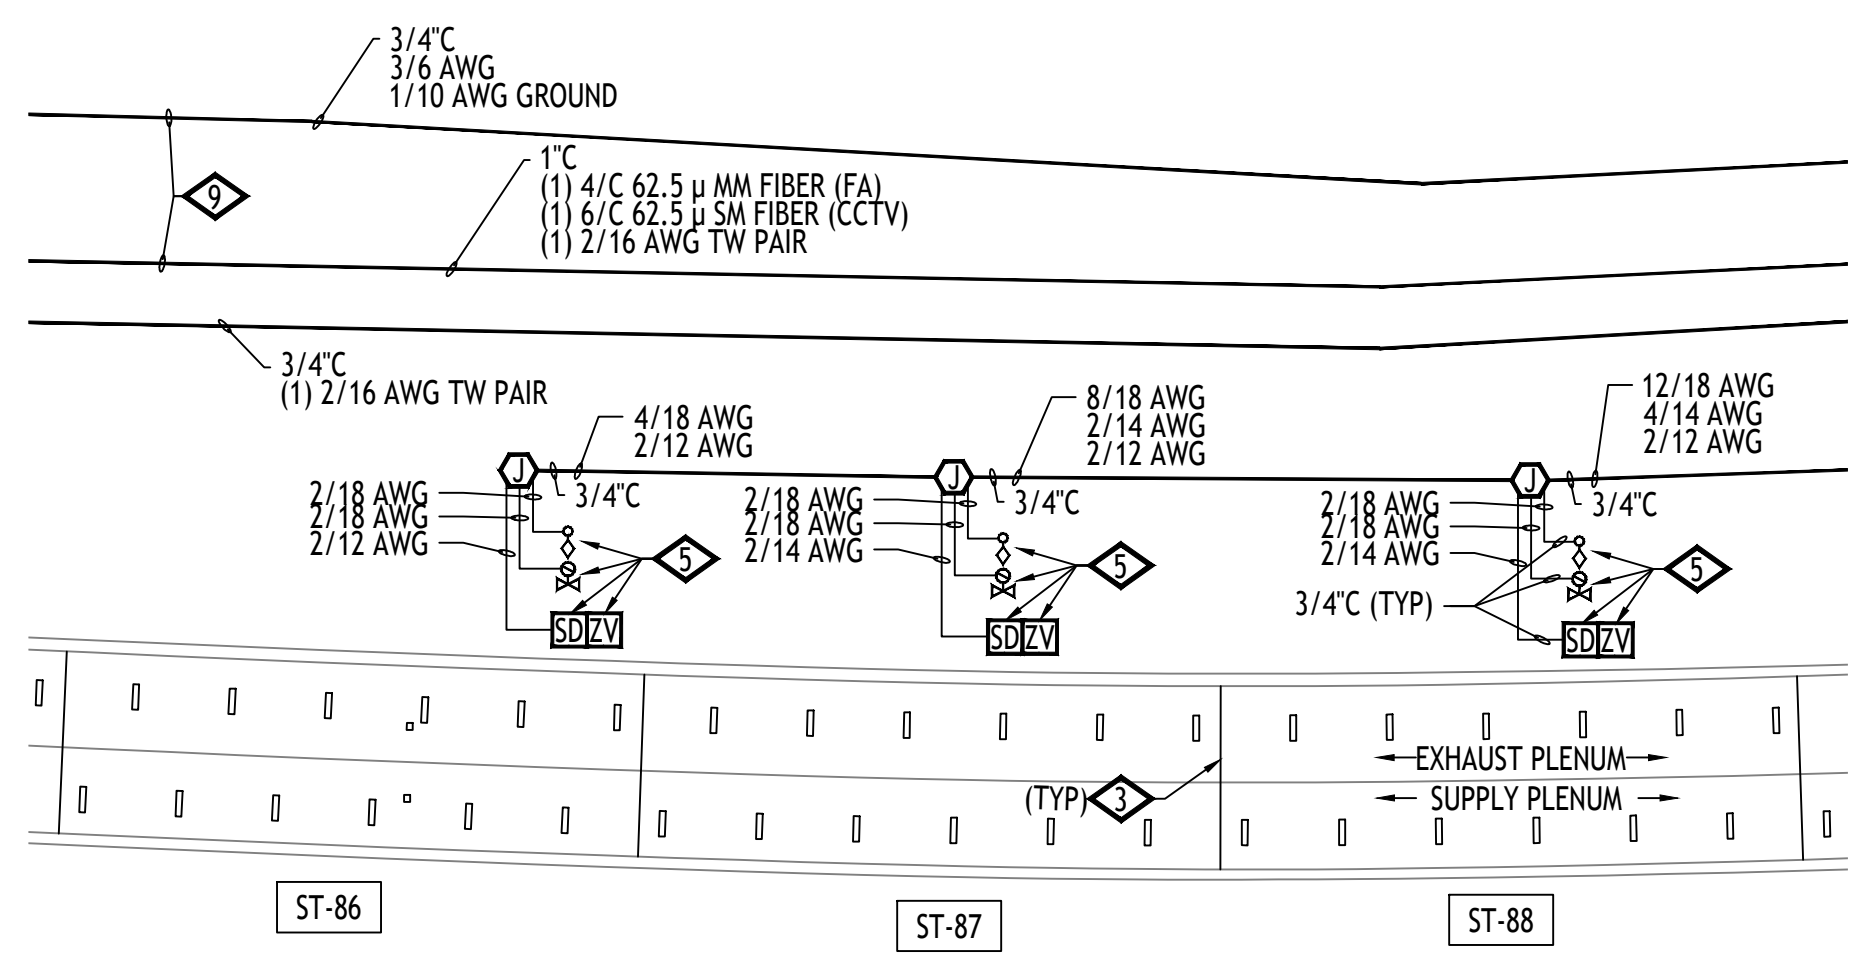 3/4"C
3/6 AWG
1/10 AWG GROUND
9
1"C
(1) 4/C 62.5 µ MM FIBER (FA)
(1) 6/C 62.5 µ SM FIBER (CCTV)
(1) 2/16 AWG TW PAIR
3/4"C
(1) 2/16 AWG TW PAIR
4/18 AWG
2/12 AWG
J
3/4"C
2/18 AWG
2/18 AWG
2/12 AWG
5
SD ZV
8/18 AWG
2/14 AWG
2/12 AWG
J
3/4"C
2/18 AWG
2/18 AWG
2/14 AWG
5
SD ZV
12/18 AWG
4/14 AWG
2/12 AWG
J
3/4"C
2/18 AWG
2/18 AWG
2/14 AWG
3/4"C (TYP)
5
SD ZV
EXHAUST PLENUM
(TYP) 3
SUPPLY PLENUM
ST-86
ST-87
ST-88